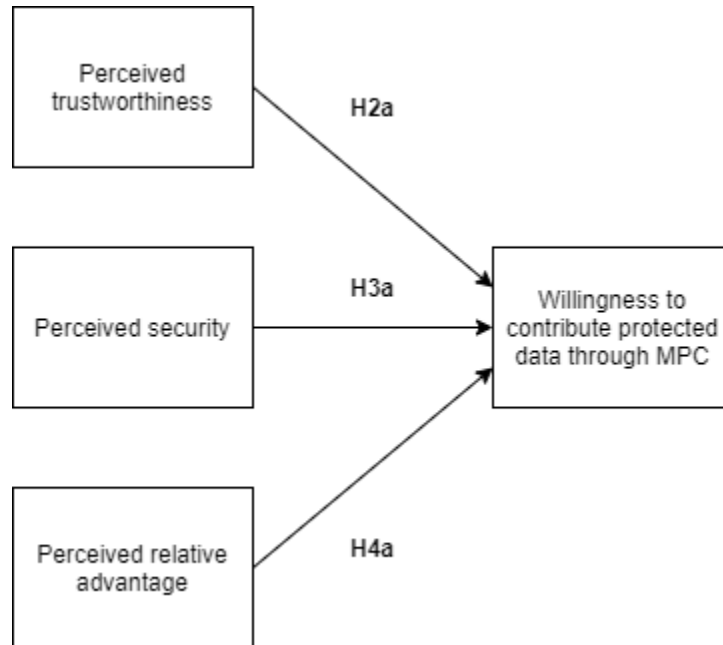 Perceived
trustworthiness
H2a
H3a
Perceived security
Willingness to
contribute protected
data through MPC
Perceived relative
advantage
H4a